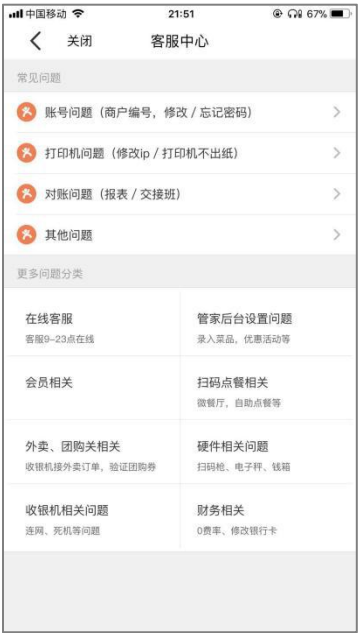 中国移动 21:51 67%
关闭 客服中心
常见问题
账号问题（商户编号，修改 / 忘记密码）
打印机问题（修改ip / 打印机不出纸）
对账问题（报表 / 交接班）
其他问题
更多问题分类
在线客服
客服9-23点在线
管家后台设置问题
录入菜品、优惠活动等
会员相关
扫码点餐相关
微餐厅，自助点餐等
外卖、团购关相关
收银机接外卖订单，验证团购券
硬件相关问题
扫码枪、电子秤、钱箱
收银机相关问题
连网、死机等问题
财务相关
0费率、修改银行卡